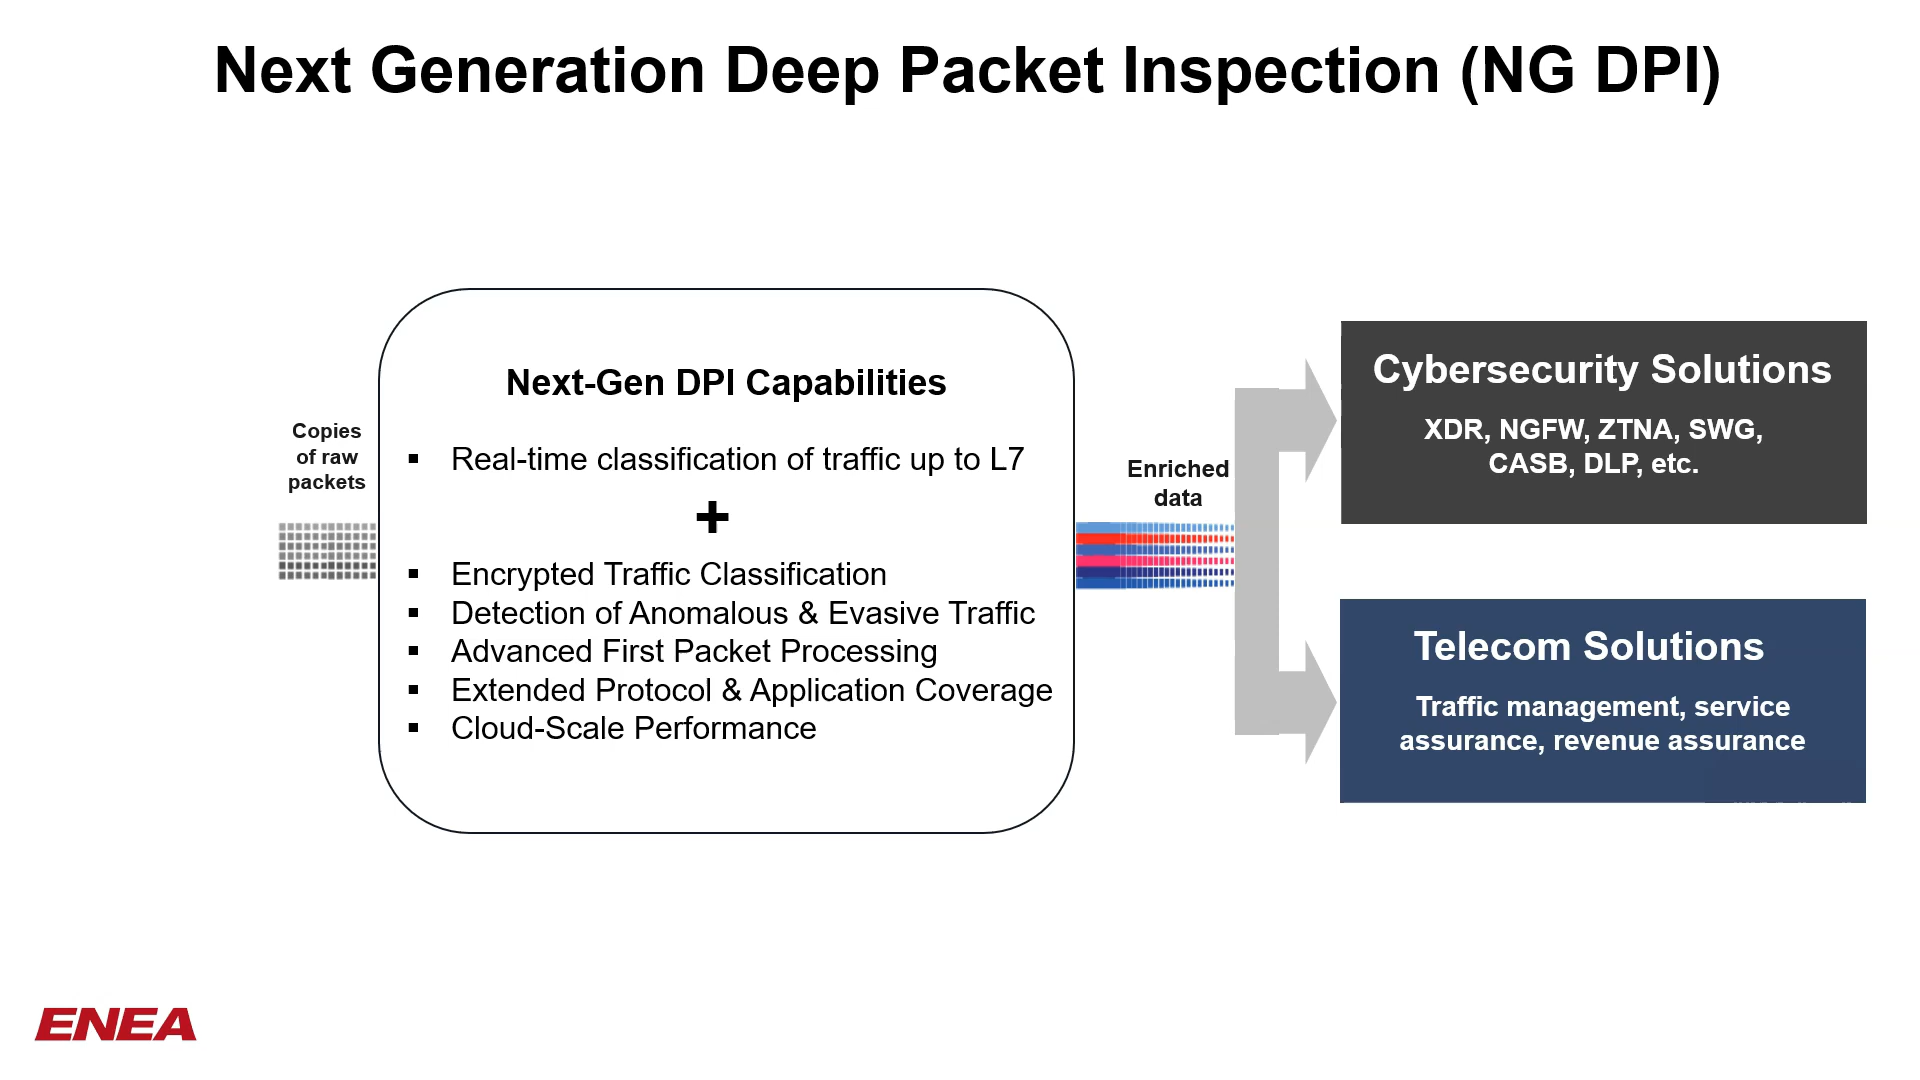 Next Generation Deep Packet Inspection (NG DPI)
Copies
of raw
packets
Next-Gen DPI Capabilities
▪ Real-time classification of traffic up to L7
+
▪ Encrypted Traffic Classification
▪ Detection of Anomalous & Evasive Traffic
▪ Advanced First Packet Processing
▪ Extended Protocol & Application Coverage
▪ Cloud-Scale Performance
Enriched
data
Cybersecurity Solutions
XDR, NGFW, ZTNA, SWG,
CASB, DLP, etc.
Telecom Solutions
Traffic management, service
assurance, revenue assurance
ENEA